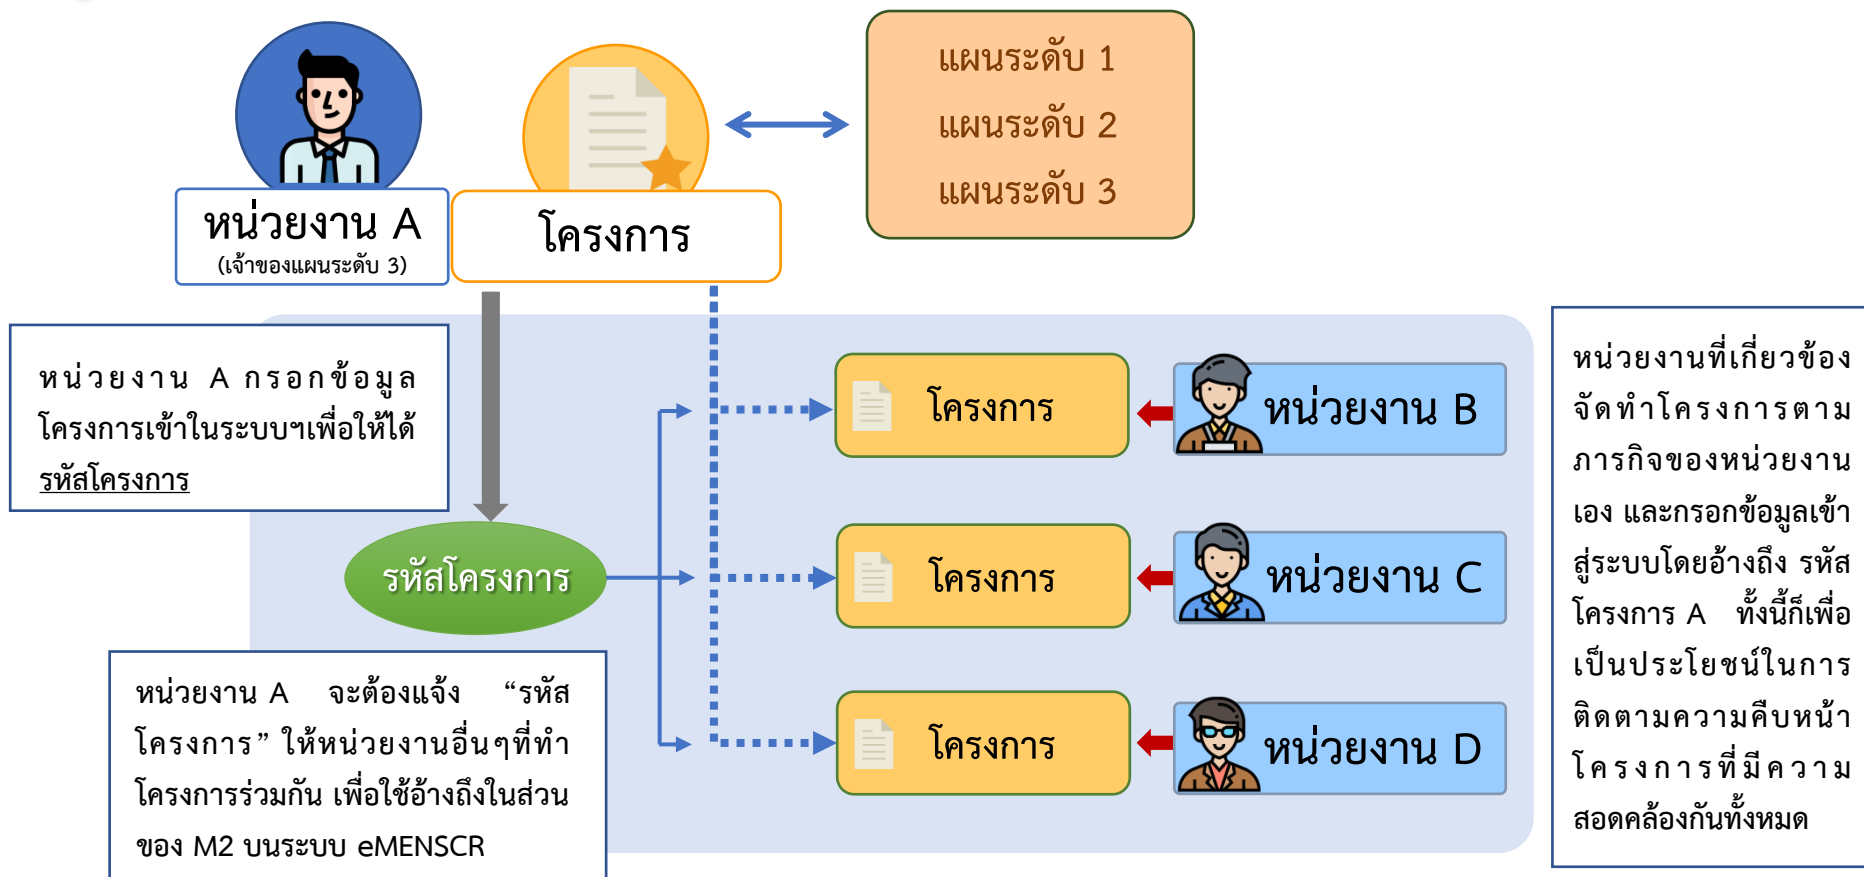 แผนระดับ 1
แผนระดับ 2
แผนระดับ 3
หน่วยงาน A
(เจ้าของแผนระดับ 3)
โครงการ
หน่วยงาน A กรอกข้อมูล
โครงการเข้าในระบบฯเพื่อให้ได้
รหัสโครงการ
รหัสโครงการ
หน่วยงาน A จะต้องแจ้ง “รหัส
โครงการ” ให้หน่วยงานอื่นๆที่ทำ
โครงการร่วมกัน เพื่อใช้อ้างถึงในส่วน
ของ M2 บนระบบ eMENSCR
โครงการ
หน่วยงาน B
โครงการ
หน่วยงาน C
โครงการ
หน่วยงาน D
หน่วยงานที่เกี่ยวข้อง
จัดทำโครงการตาม
ภารกิจของหน่วยงาน
เอง และกรอกข้อมูลเข้า
สู่ระบบโดยอ้างถึง รหัส
โครงการ A ทั้งนี้ก็เพื่อ
เป็นประโยชน์ในการ
ติดตามความคืบหน้า
โครงการที่มีความ
สอดคล้องกันทั้งหมด